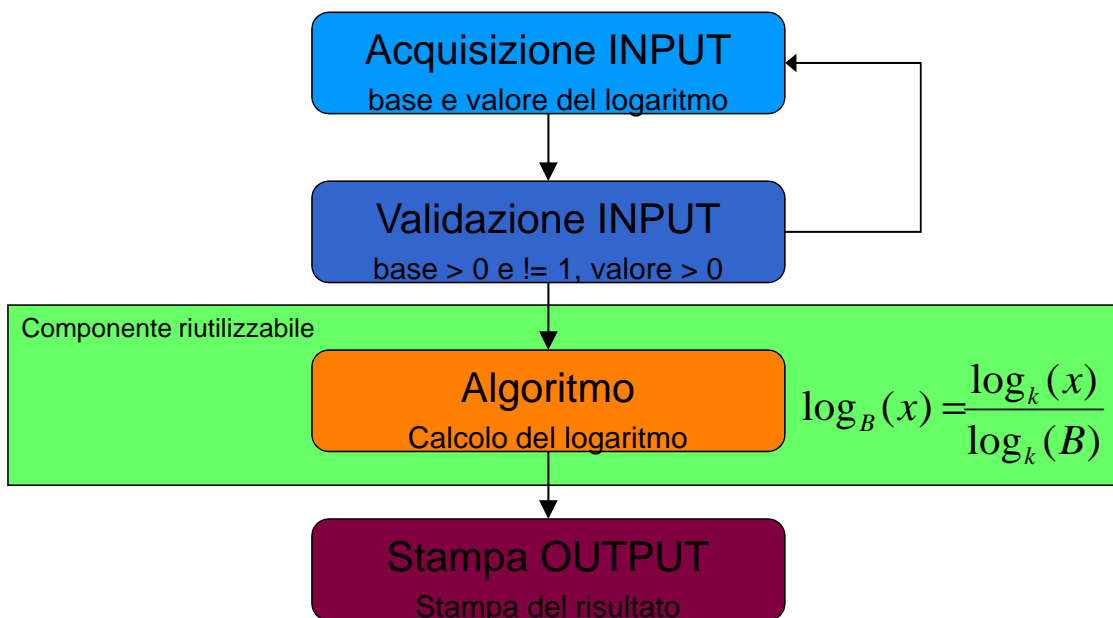 Acquisizione INPUT
base e valore del logaritmo
Validazione INPUT
base > 0 e != 1, valore > 0
Componente riutilizzabile
Algoritmo
Calcolo del logaritmo
log_B(x) = log_k(x) / log_k(B)
Stampa OUTPUT
Stampa del risultato